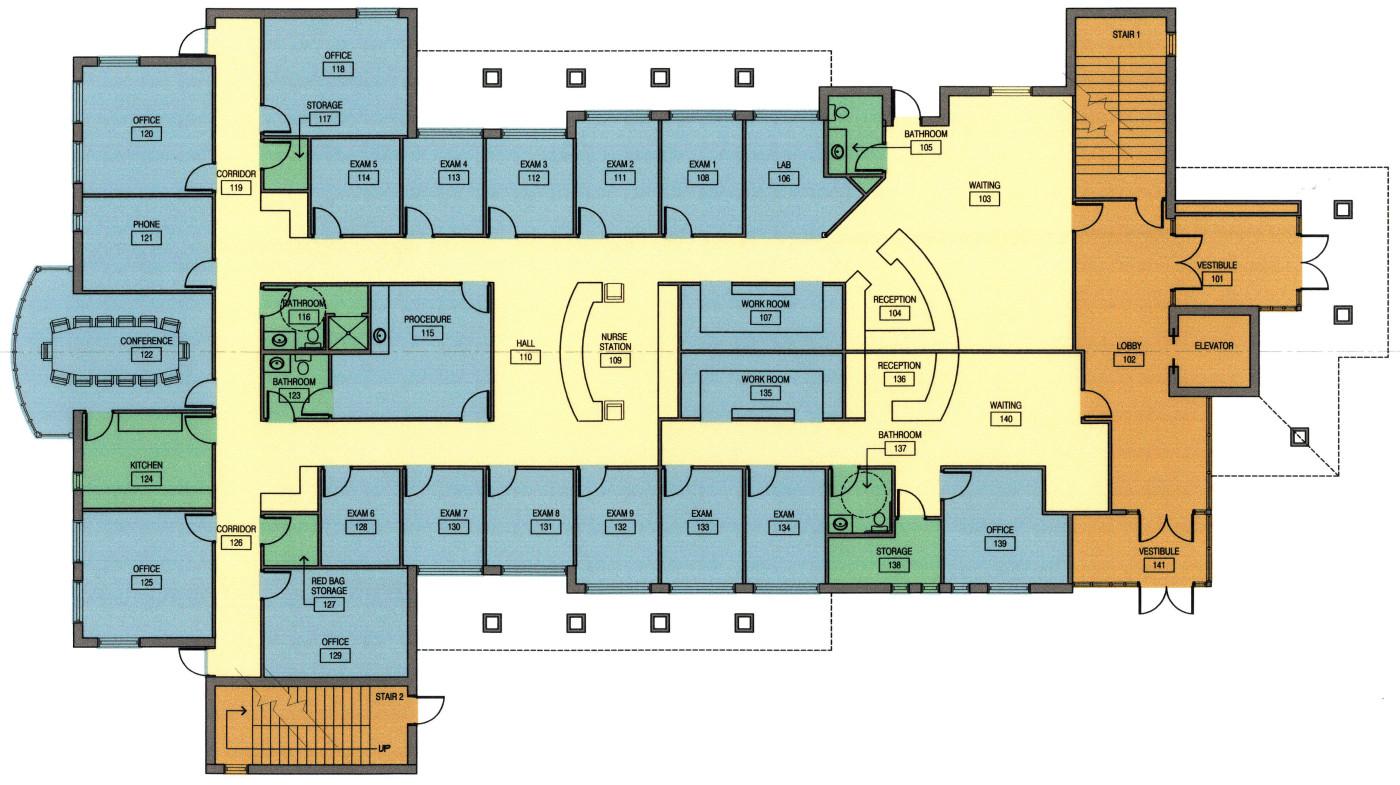 STAIR 1
OFFICE
118
STORAGE
117
OFFICE
120
CORRIDOR
119
EXAM 5
114
EXAM 4
113
EXAM 3
112
EXAM 2
111
EXAM 1
108
LAB
106
BATHROOM
105
WAITING
103
PHONE
121
VESTIBULE
101
BATHROOM
116
PROCEDURE
115
WORK ROOM
107
RECEPTION
104
CONFERENCE
122
HALL
110
NURSE
STATION
109
LOBBY
102
ELEVATOR
BATHROOM
123
WORK ROOM
135
RECEPTION
136
WAITING
140
BATHROOM
137
KITCHEN
124
CORRIDOR
126
EXAM 6
128
EXAM 7
130
EXAM 8
131
EXAM 9
132
EXAM
133
EXAM
134
OFFICE
139
STORAGE
138
VESTIBULE
141
OFFICE
125
RED BAG
STORAGE
127
OFFICE
129
STAIR 2
UP